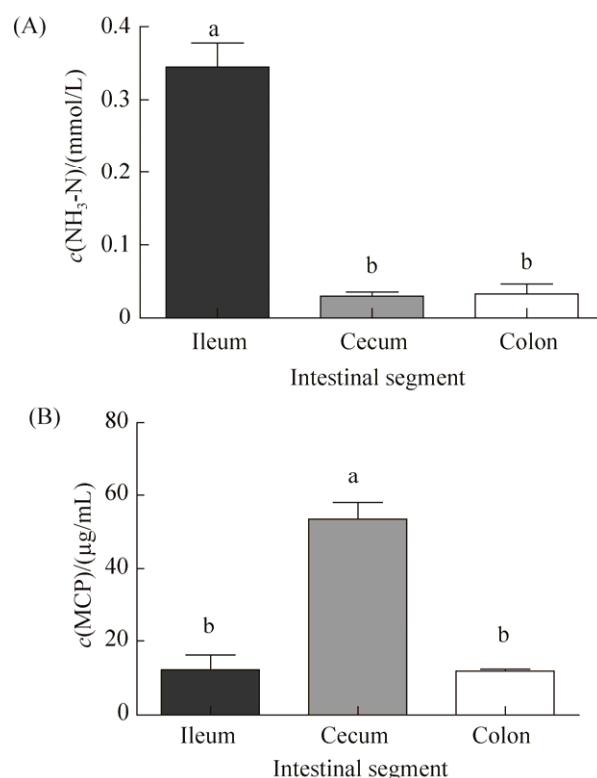 (A)
c(NH₃-N)/(mmol/L)
0.4
0.3
0.2
0.1
0
a
b
b
Ileum Cecum Colon
Intestinal segment
(B)
c(MCP)/(μg/mL)
80
60
40
20
0
b
a
b
Ileum Cecum Colon
Intestinal segment